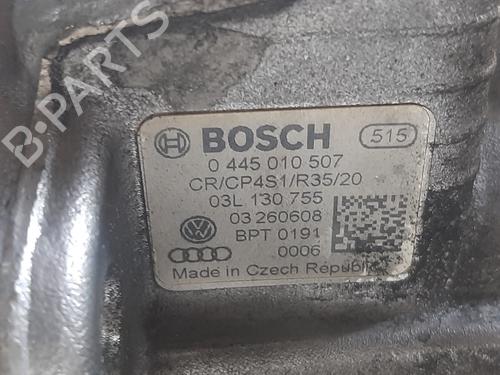 B-PARTS
BOSCH 515
0 445 010 507
CR/CP4S1/R35/20
03L 130 755
03 260608
BPT 0191
0006
Made in Czech Republic